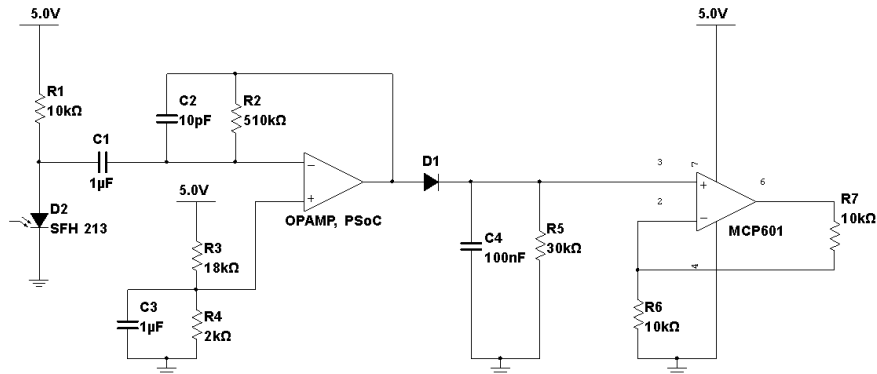 5.0V
5.0V
R1
10kΩ
C2
10pF
R2
510kΩ
C1
1µF
D1
5.0V
D2
SFH 213
OPAMP, PSoC
R3
18kΩ
C3
1µF
R4
2kΩ
C4
100nF
R5
30kΩ
3
7
2
6
4
MCP601
R7
10kΩ
R6
10kΩ
−
+
+
−